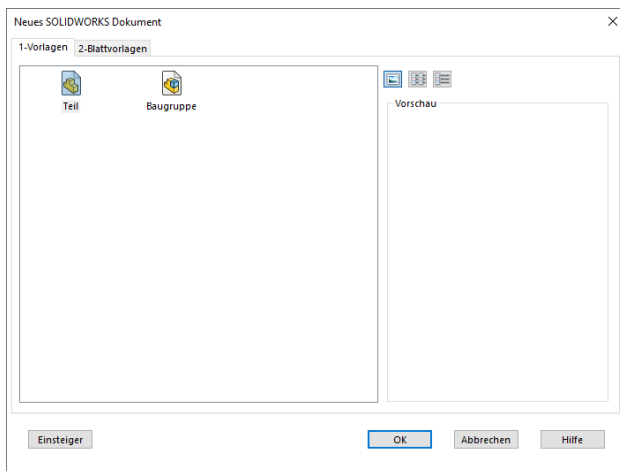 Neues SOLIDWORKS Dokument
1-Vorlagen 2-Blattvorlagen
Teil Baugruppe
Vorschau
Einsteiger OK Abbrechen Hilfe